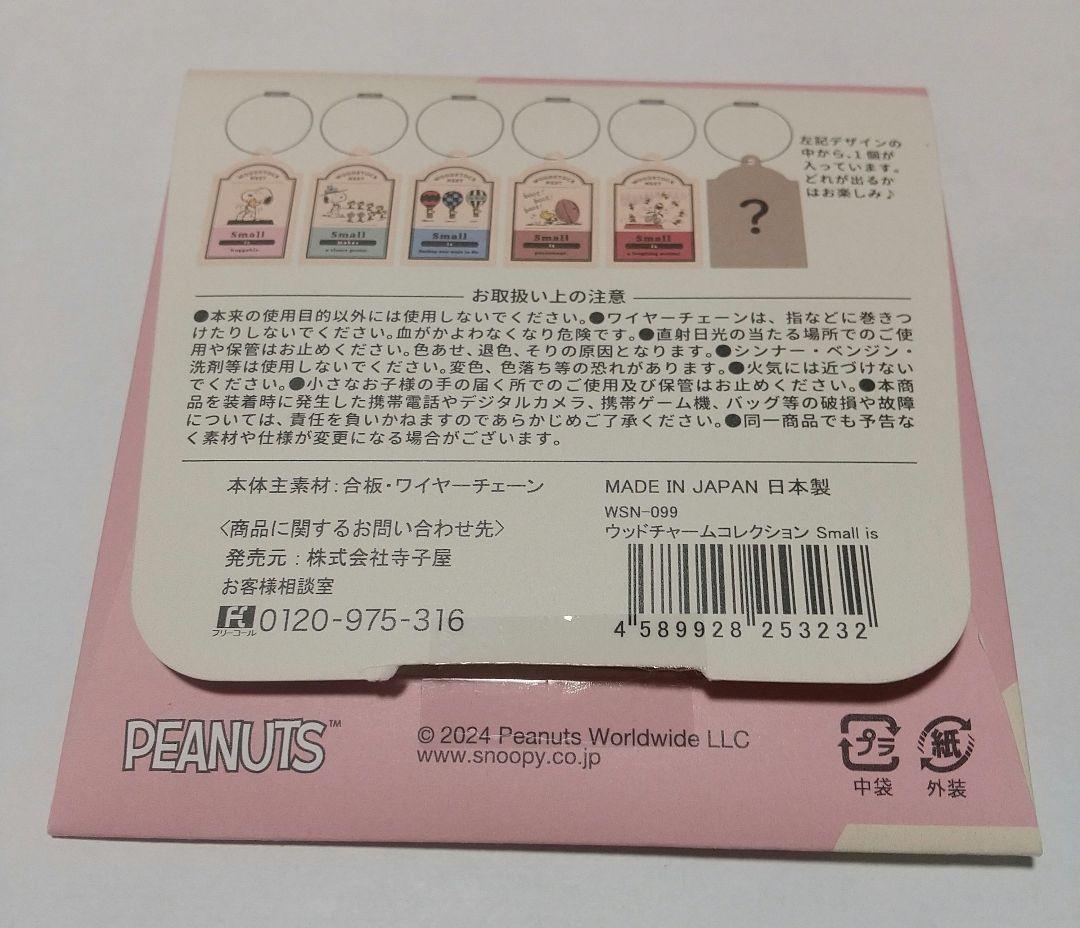 左記デザインの
中から、1個が
入っています。
どれが出るか
はお楽しみ♪
WOODSTOCK
NEST
Small
is
huggable.
WOODSTOCK
NEST
Small
makes
WOODSTOCK
NEST
Small
is
WOODSTOCK
NEST
Small
is
WOODSTOCK
NEST
Small
is
?
お取扱い上の注意
●本来の使用目的以外には使用しないでください。●ワイヤーチェーンは、指などに巻きつ
けたりしないでください。血がかよわなくなり危険です。●直射日光の当たる場所でのご使
用や保管はお止めください。色あせ、退色、そりの原因となります。●シンナー・ベンジン・
洗剤等は使用しないでください。変色、色落ち等の恐れがあります。●火気には近づけない
でください。●小さなお子様の手の届く所でのご使用及び保管はお止めください。●本商
品を装着時に発生した携帯電話やデジタルカメラ、携帯ゲーム機、バッグ等の破損や故障
については、責任を負いかねますのであらかじめご了承ください。●同一商品でも予告な
く素材や仕様が変更になる場合がございます。
本体主素材:合板・ワイヤーチェーン
〈商品に関するお問い合わせ先〉
発売元:株式会社寺子屋
お客様相談室
フリーコール 0120-975-316
MADE IN JAPAN 日本製
WSN-099
ウッドチャームコレクション Small is
4 589928 253232
PEANUTS™
© 2024 Peanuts Worldwide LLC
www.snoopy.co.jp
プラ
中袋
紙
外装